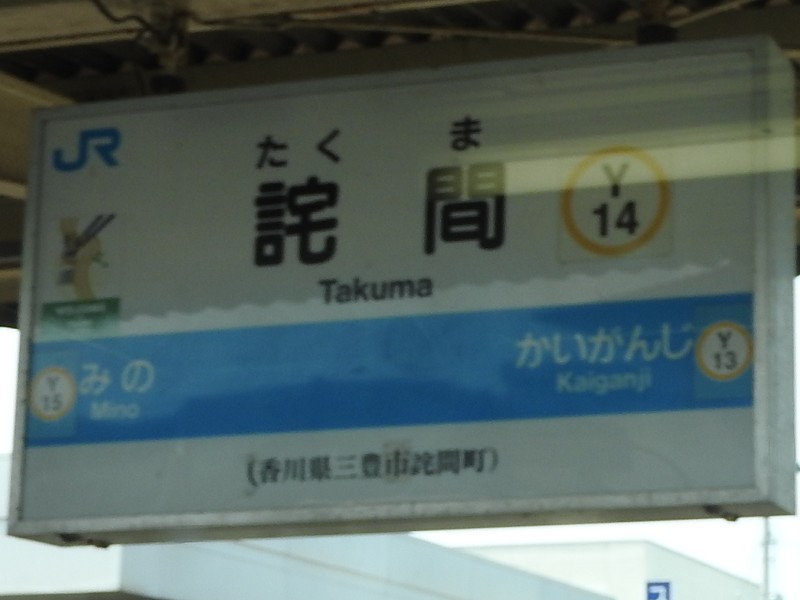 JR
たくま
詫間
Y
14
Takuma
Y
15
みの
Mino
かいがんじ
Kaiganji
Y
13
(香川県三豊市詫間町)